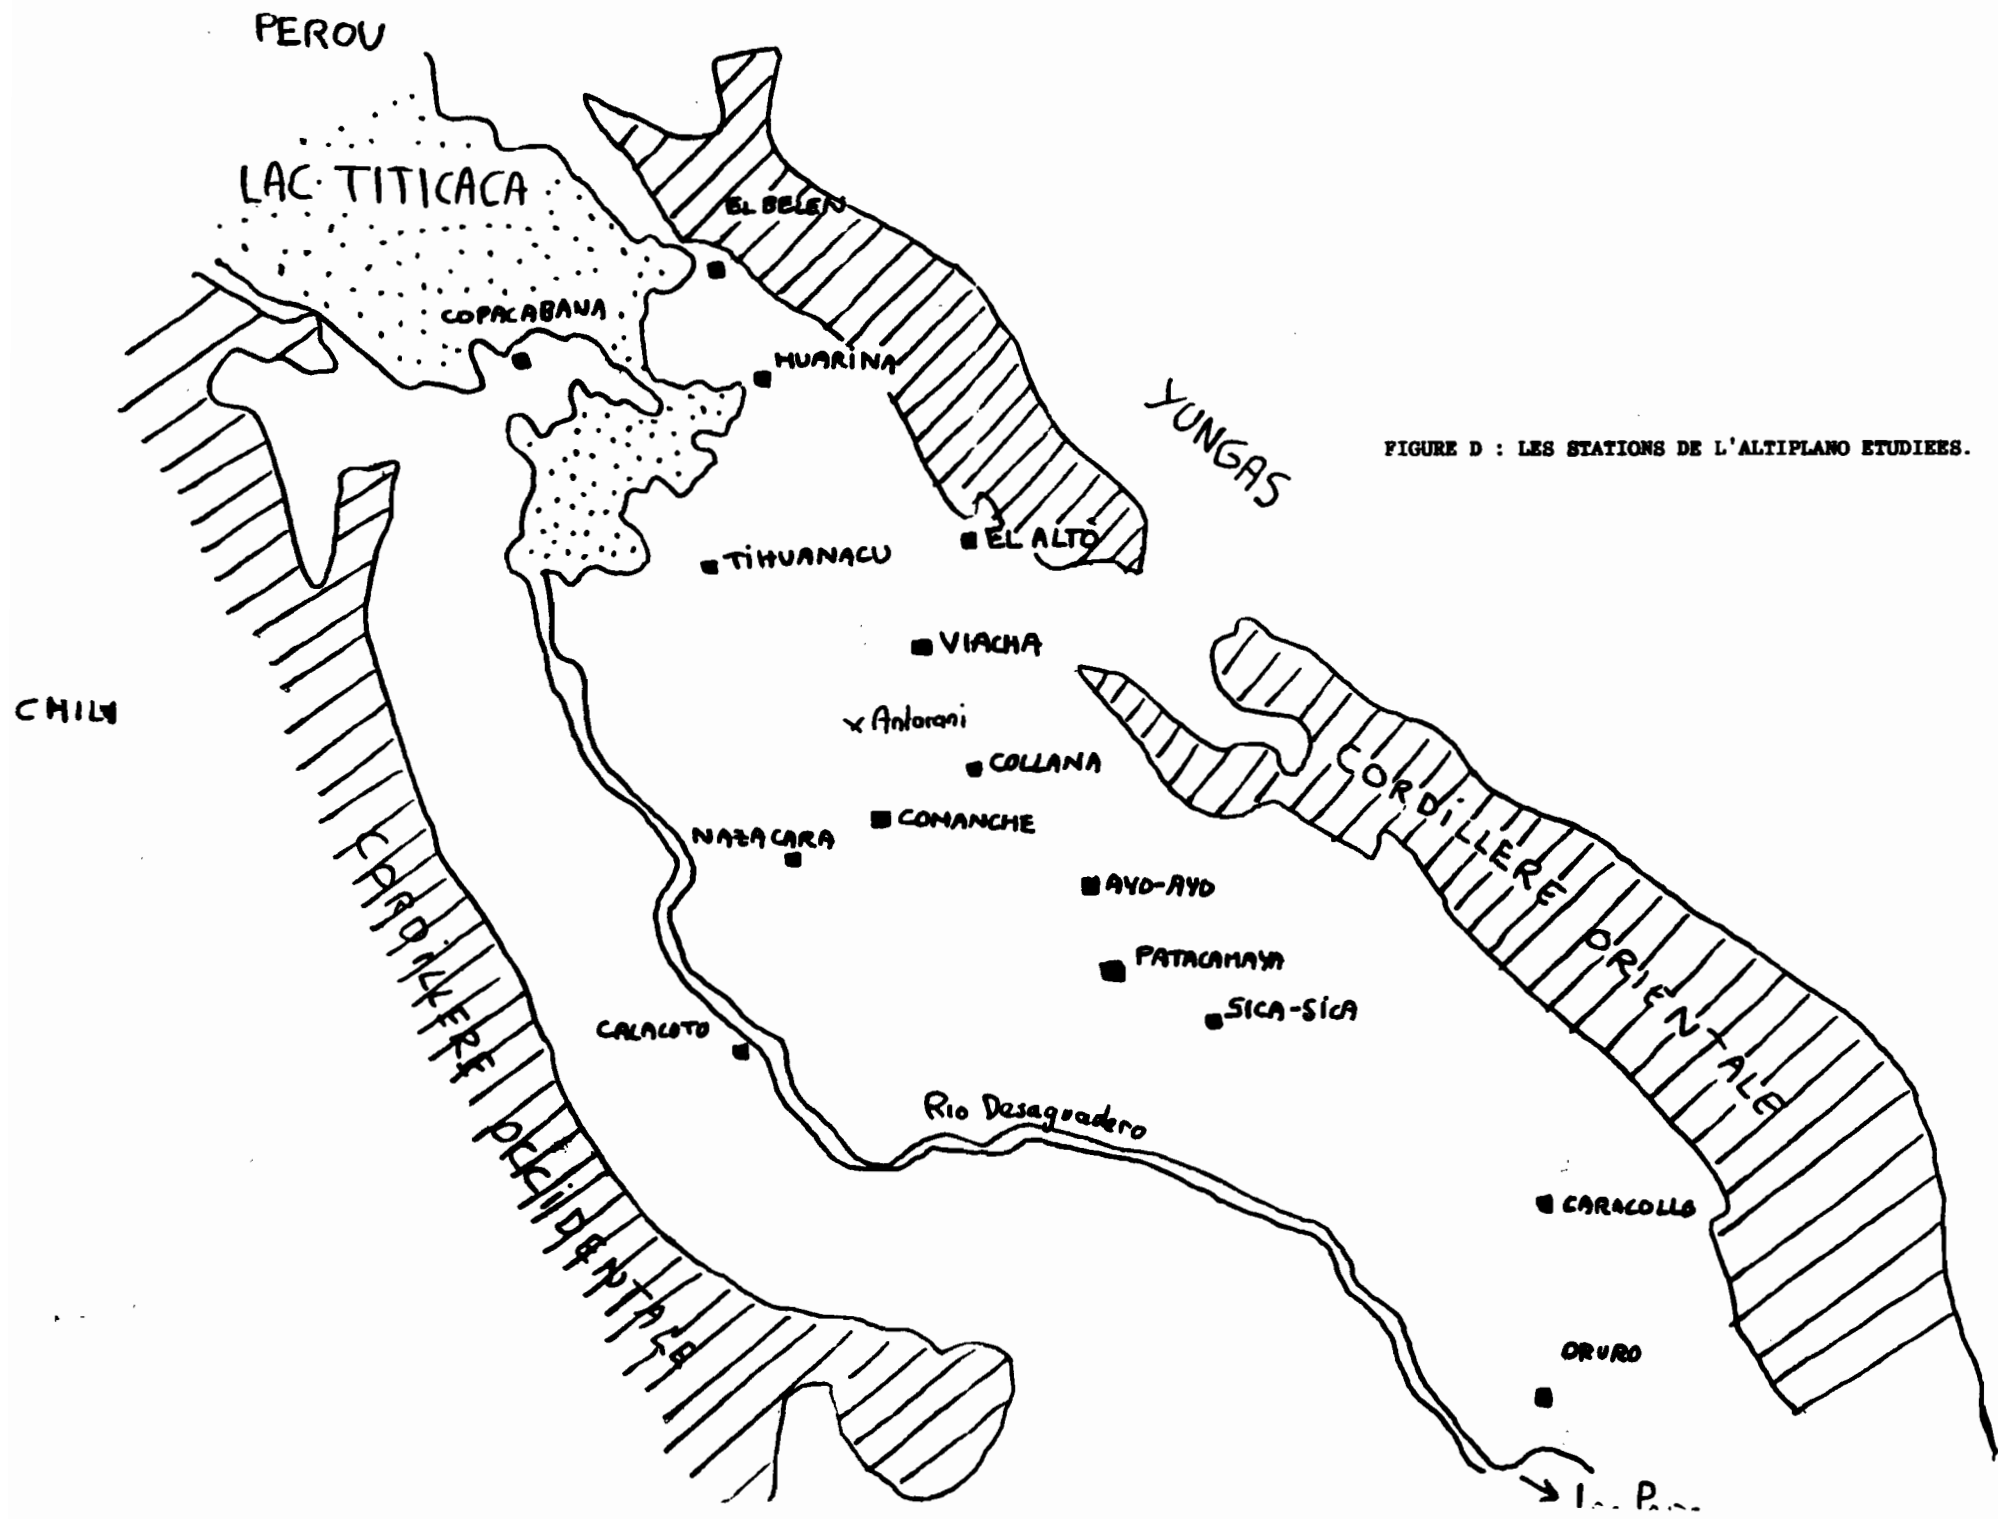 PEROU
LAC TITICACA
EL BELEN
COPACABANA
HUARINA
YUNGAS
FIGURE D : LES STATIONS DE L'ALTIPLANO ETUDIEES.
EL ALTO
TIHUANACU
VIACHA
CHILY
x Antorani
COLLANA
COMANCHE
NAZACARA
CORDILLERE ORIENTALE
AYO-AYO
PATACAMAYA
SICA-SICA
CALACOTO
CORDILLERE OCCIDENTALE
Rio Desaguadero
CARACOLLO
ORURO